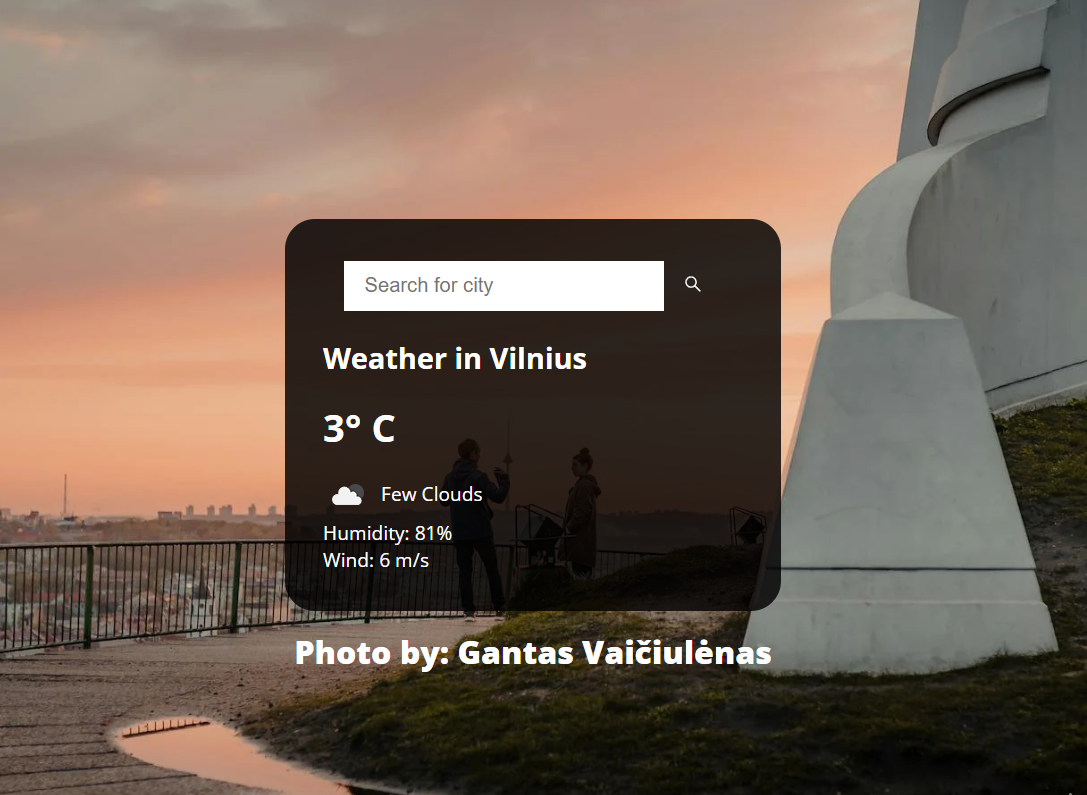 Search for city
Weather in Vilnius
3° C
Few Clouds
Humidity: 81%
Wind: 6 m/s
Photo by: Gantas Vaičiulėnas